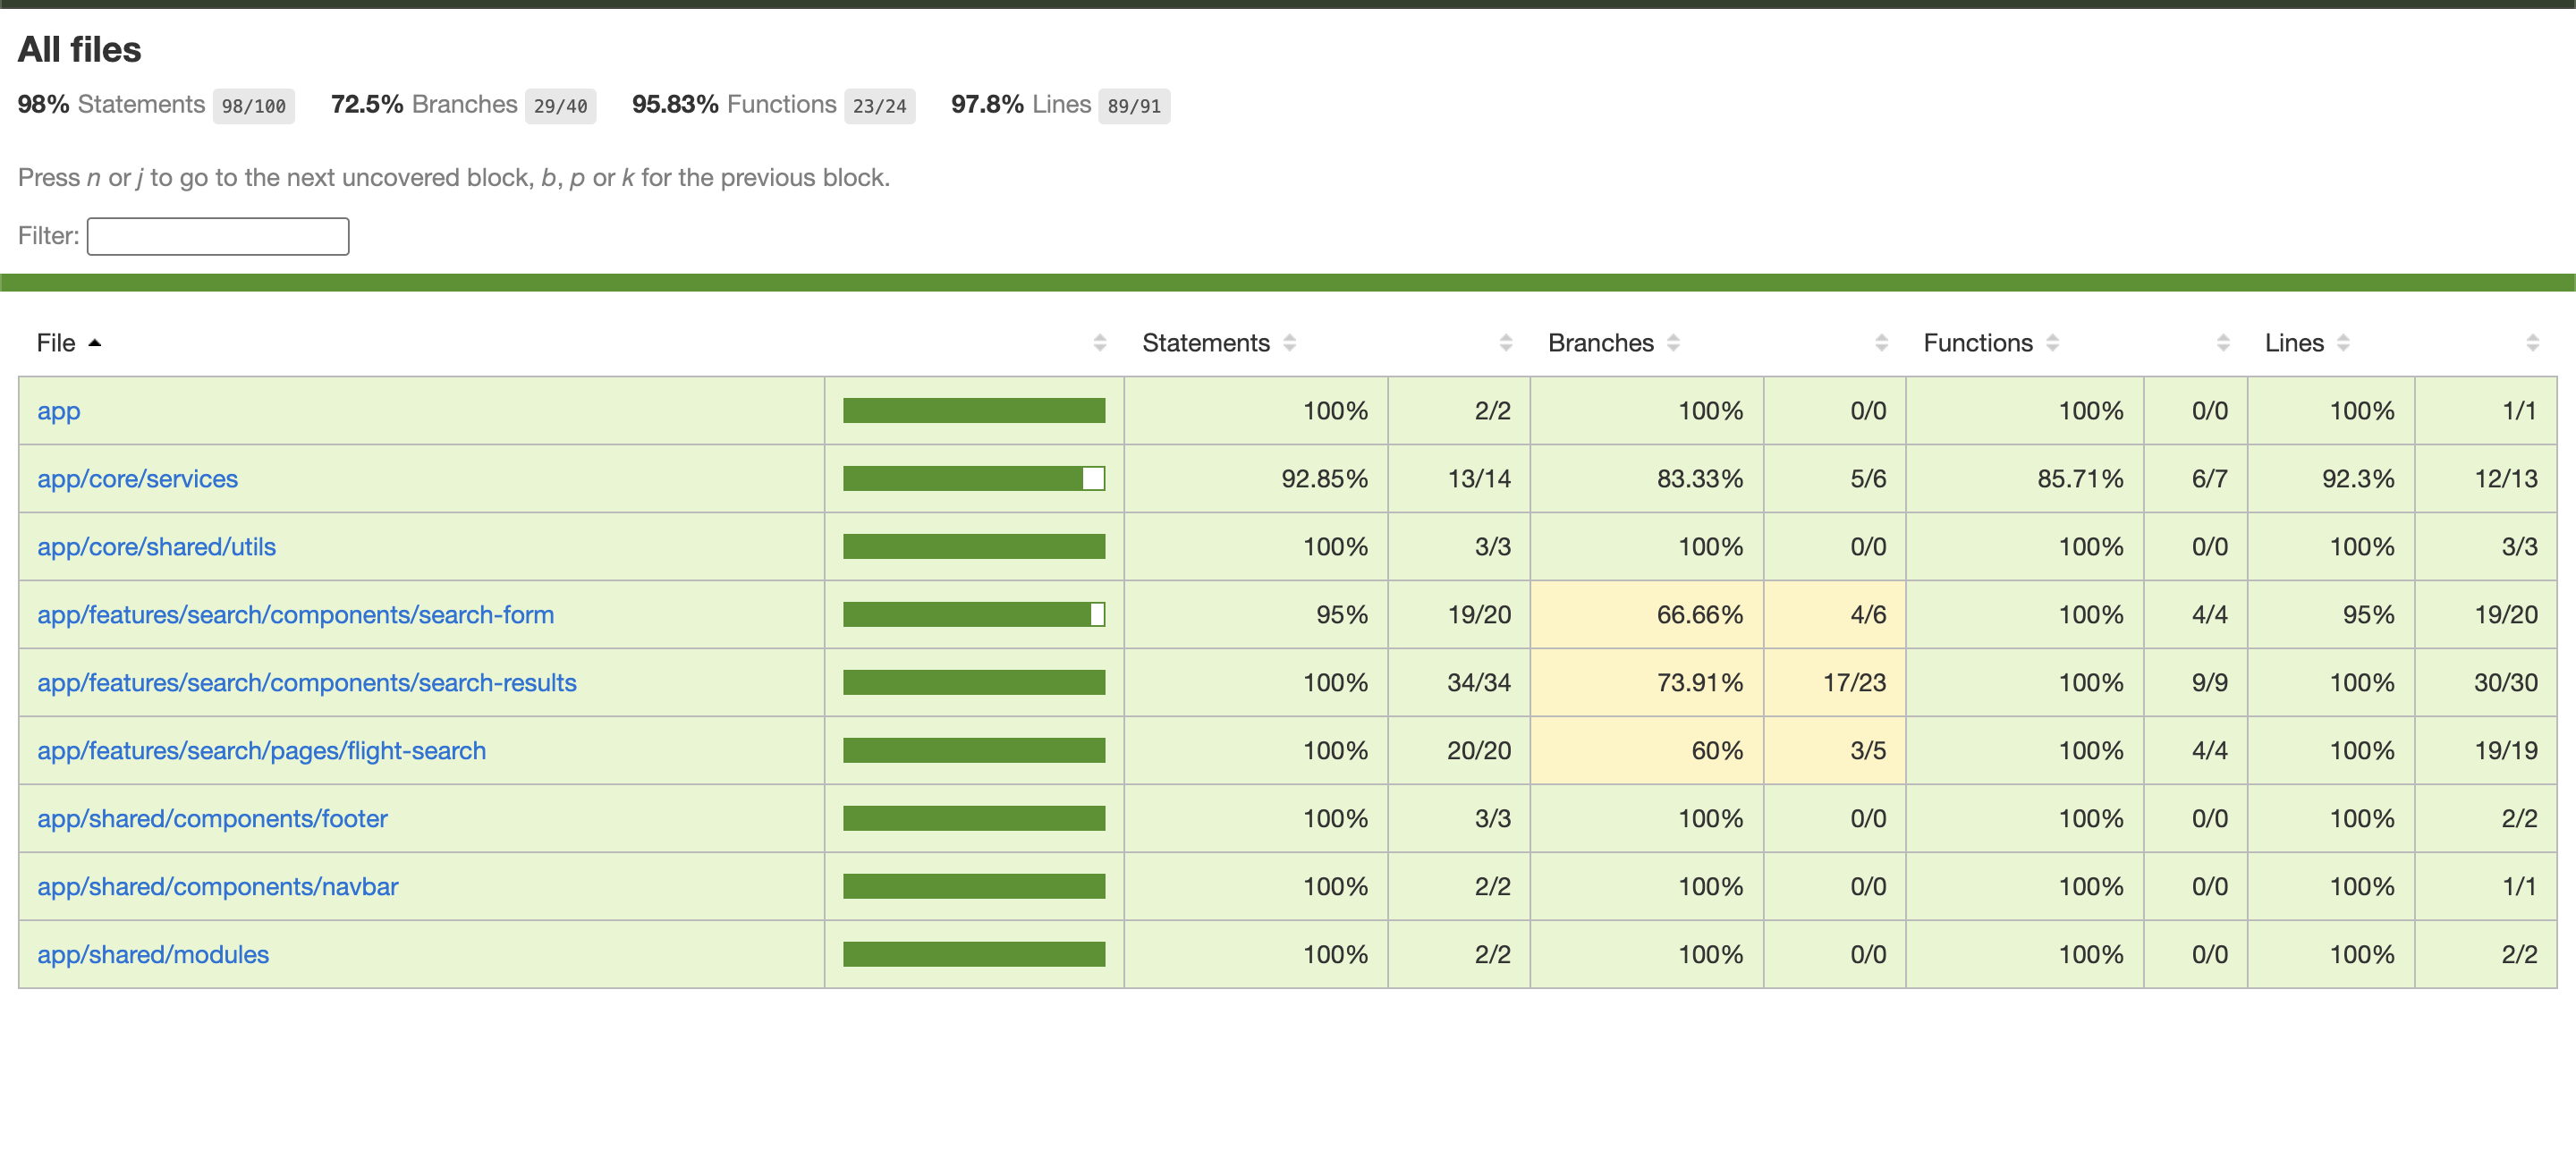 All files
98% Statements 98/100 72.5% Branches 29/40 95.83% Functions 23/24 97.8% Lines 89/91
Press n or j to go to the next uncovered block, b, p or k for the previous block.
Filter:
File Statements Branches Functions Lines
app 100% 2/2 100% 0/0 100% 0/0 100% 1/1
app/core/services 92.85% 13/14 83.33% 5/6 85.71% 6/7 92.3% 12/13
app/core/shared/utils 100% 3/3 100% 0/0 100% 0/0 100% 3/3
app/features/search/components/search-form 95% 19/20 66.66% 4/6 100% 4/4 95% 19/20
app/features/search/components/search-results 100% 34/34 73.91% 17/23 100% 9/9 100% 30/30
app/features/search/pages/flight-search 100% 20/20 60% 3/5 100% 4/4 100% 19/19
app/shared/components/footer 100% 3/3 100% 0/0 100% 0/0 100% 2/2
app/shared/components/navbar 100% 2/2 100% 0/0 100% 0/0 100% 1/1
app/shared/modules 100% 2/2 100% 0/0 100% 0/0 100% 2/2